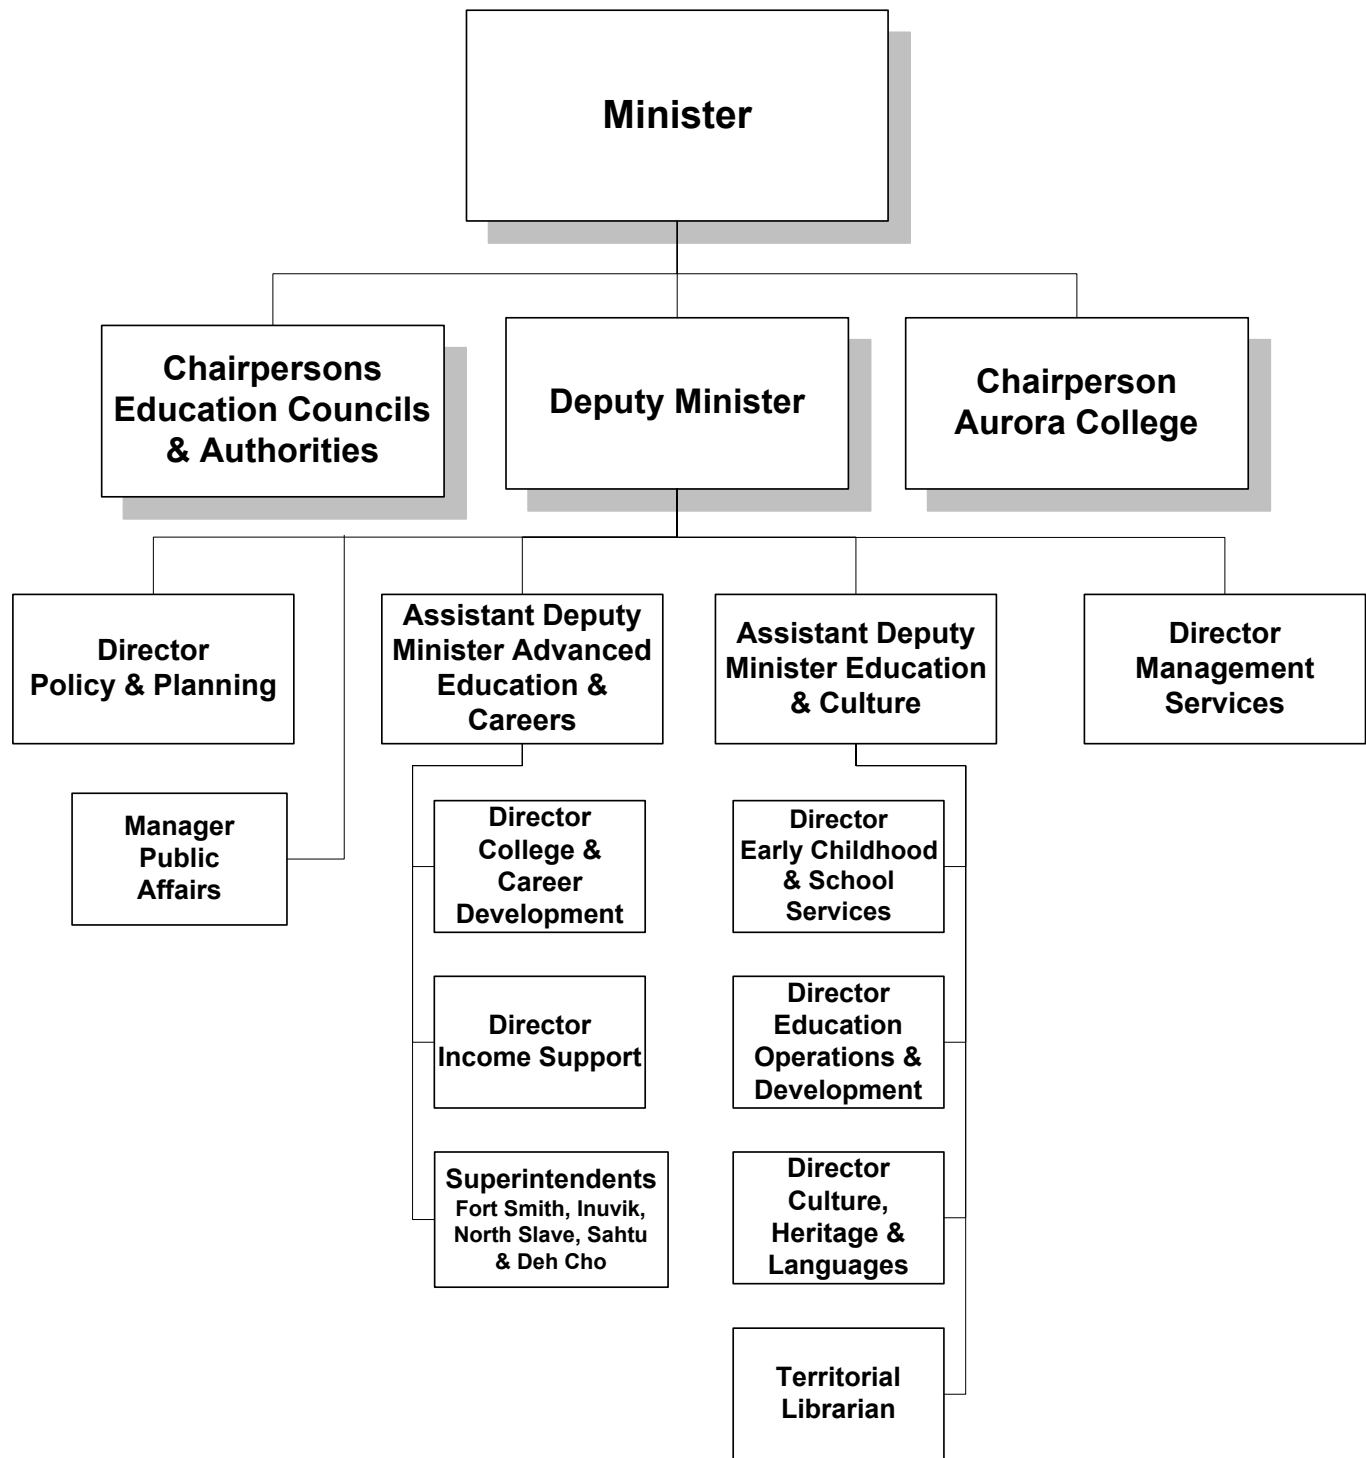 Minister
Chairpersons
Education Councils
& Authorities
Deputy Minister
Chairperson
Aurora College
Director
Policy & Planning
Assistant Deputy
Minister Advanced
Education &
Careers
Assistant Deputy
Minister Education
& Culture
Director
Management
Services
Manager
Public
Affairs
Director
College &
Career
Development
Director
Early Childhood
& School
Services
Director
Income Support
Director
Education
Operations &
Development
Superintendents
Fort Smith, Inuvik,
North Slave, Sahtu
& Deh Cho
Director
Culture,
Heritage &
Languages
Territorial
Librarian